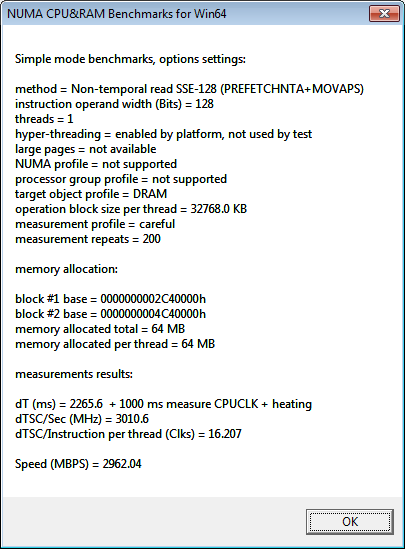 NUMA CPU&RAM Benchmarks for Win64
Simple mode benchmarks, options settings:
method = Non-temporal read SSE-128 (PREFETCHNTA+MOVAPS)
instruction operand width (Bits) = 128
threads = 1
hyper-threading = enabled by platform, not used by test
large pages = not available
NUMA profile = not supported
processor group profile = not supported
target object profile = DRAM
operation block size per thread = 32768.0 KB
measurement profile = careful
measurement repeats = 200
memory allocation:
block #1 base = 0000000002C40000h
block #2 base = 0000000004C40000h
memory allocated total = 64 MB
memory allocated per thread = 64 MB
measurements results:
dT (ms) = 2265.6  + 1000 ms measure CPUCLK + heating
dTSC/Sec (MHz) = 3010.6
dTSC/Instruction per thread (Clks) = 16.207
Speed (MBPS) = 2962.04
OK